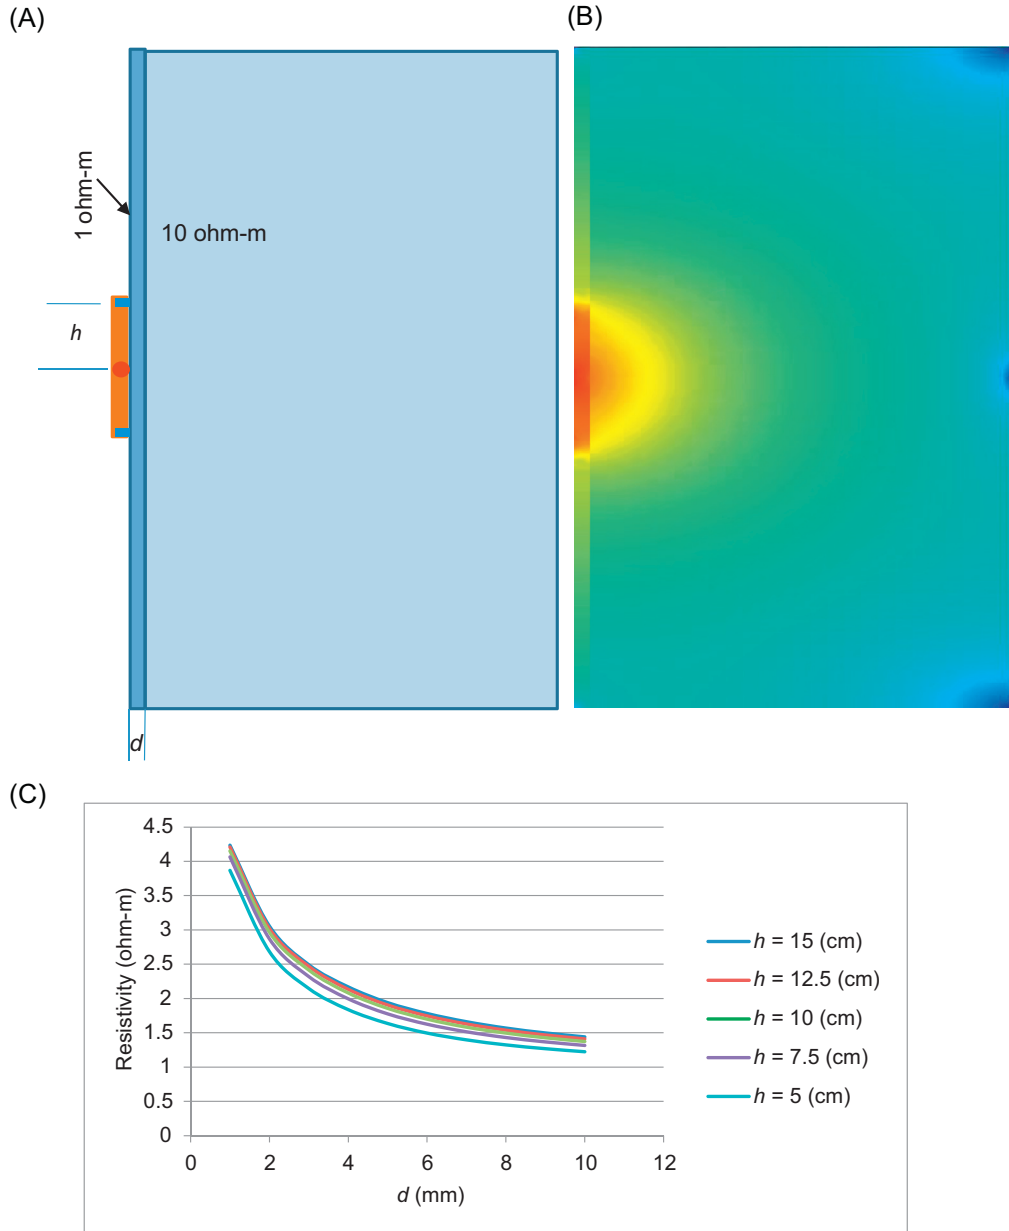 (A)
(B)
1 ohm-m
10 ohm-m
h
d
(C)
4.5
4
3.5
3
2.5
2
1.5
1
0.5
0
Resistivity (ohm-m)
0 2 4 6 8 10 12
d (mm)
h = 15 (cm)
h = 12.5 (cm)
h = 10 (cm)
h = 7.5 (cm)
h = 5 (cm)